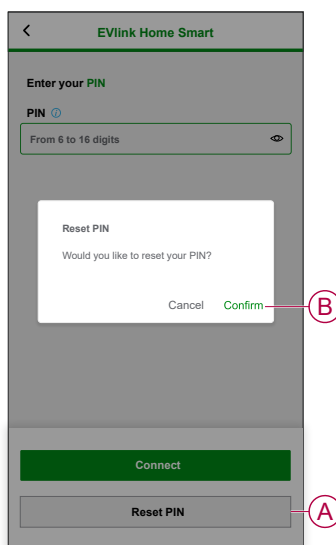 EVlink Home Smart
Enter your PIN
PIN
From 6 to 16 digits
Reset PIN
Would you like to reset your PIN?
Cancel Confirm
B
Connect
Reset PIN
A